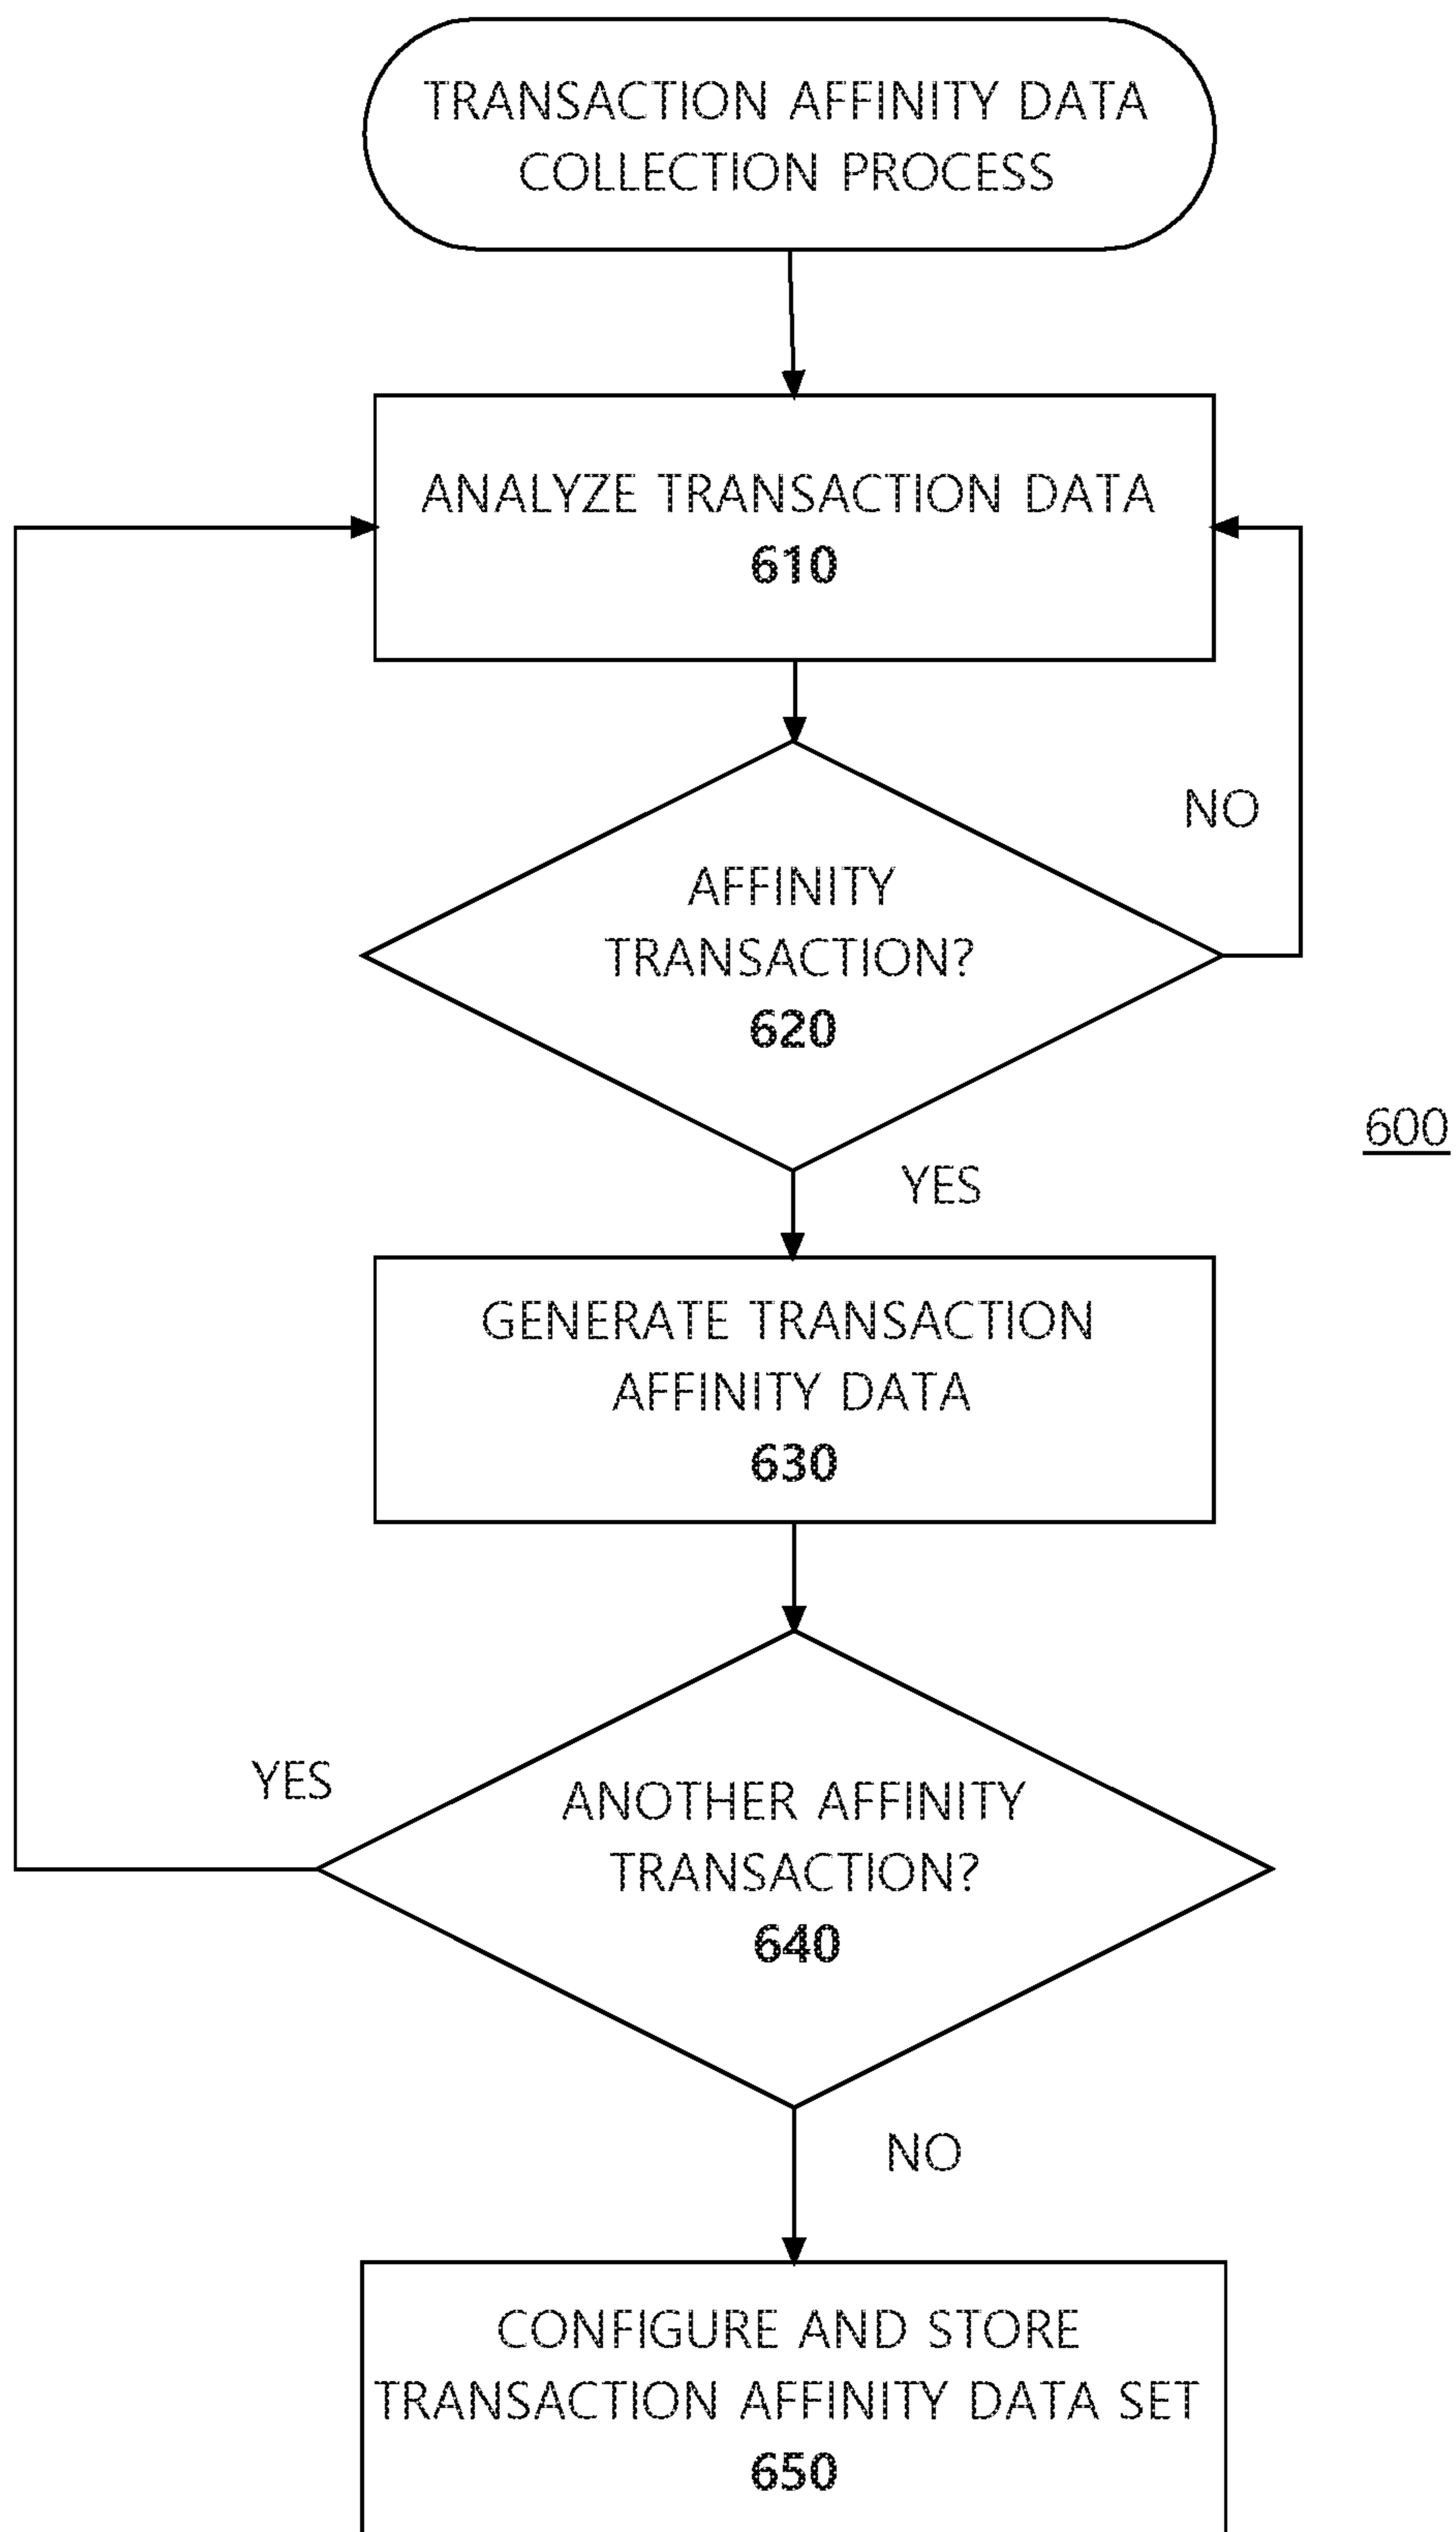 TRANSACTION AFFINITY DATA
COLLECTION PROCESS
ANALYZE TRANSACTION DATA
610
NO
AFFINITY
TRANSACTION?
620
600
YES
GENERATE TRANSACTION
AFFINITY DATA
630
YES
ANOTHER AFFINITY
TRANSACTION?
640
NO
CONFIGURE AND STORE
TRANSACTION AFFINITY DATA SET
650